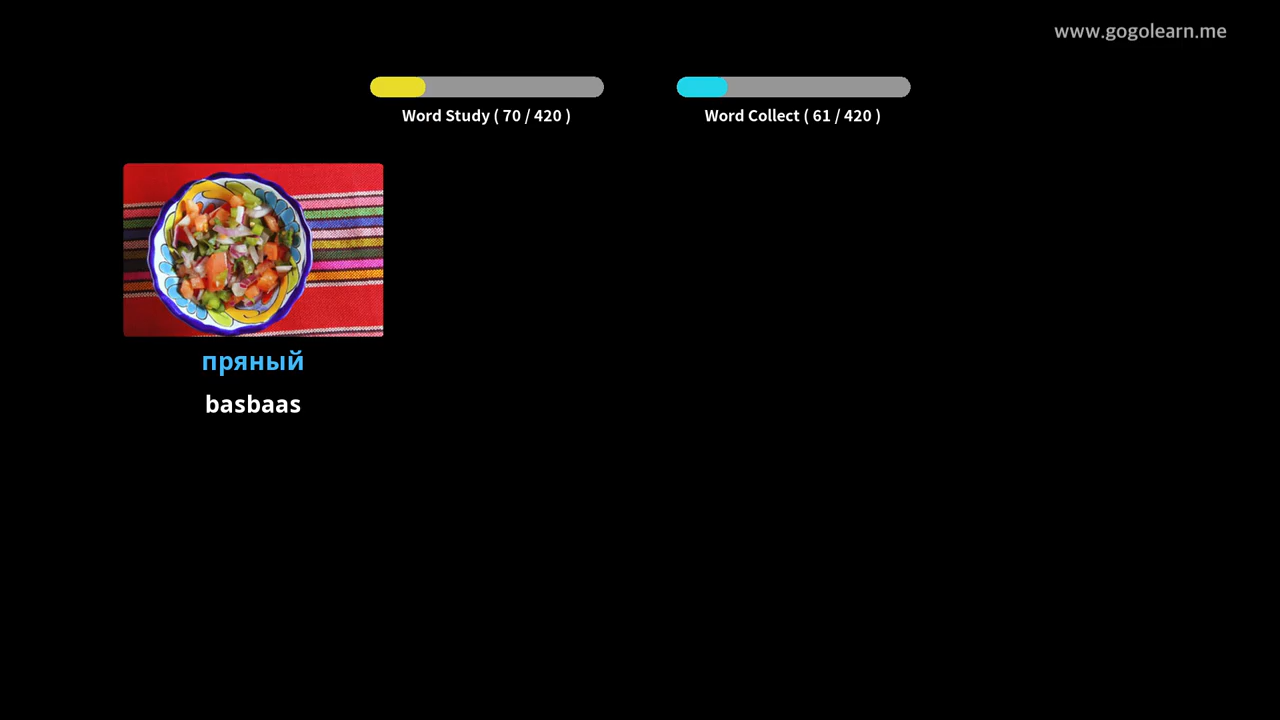 www.gogolearn.me
Word Study ( 70 / 420 )
Word Collect ( 61 / 420 )
пряный
basbaas